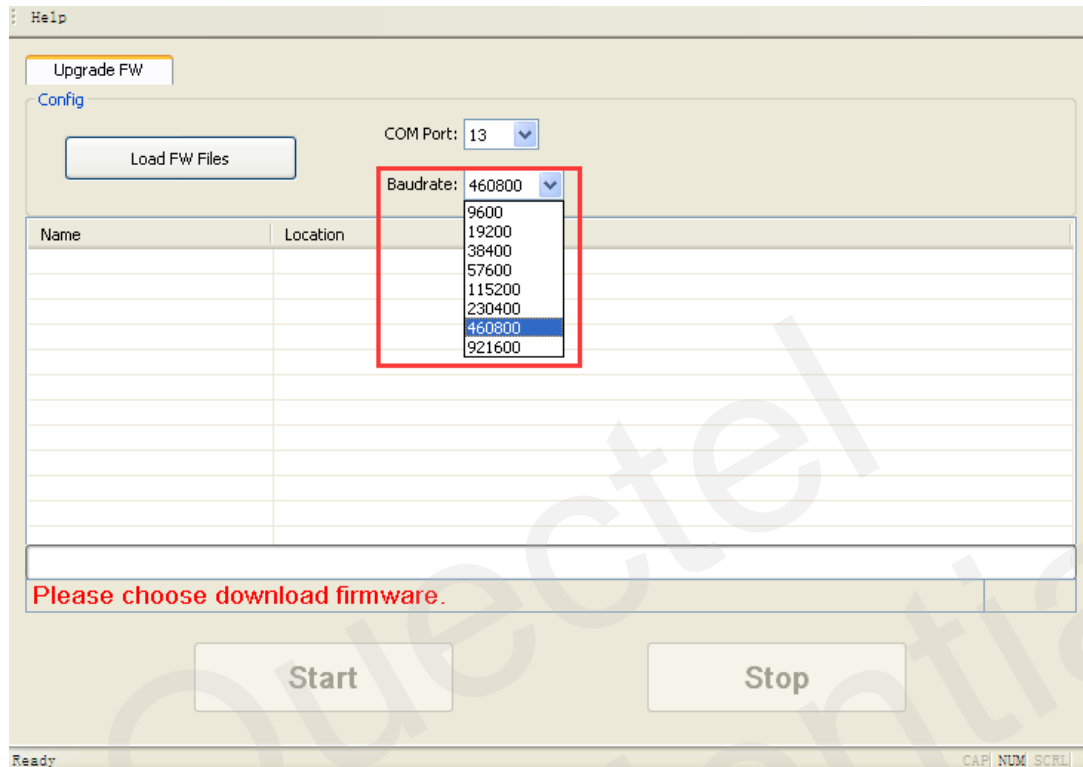 Help
Upgrade FW
Config
Load FW Files
COM Port: 13
Baudrate: 460800
9600
19200
38400
57600
115200
230400
460800
921600
Name Location
Please choose download firmware.
Start Stop
Ready CAP NUM SCRL
Quectel